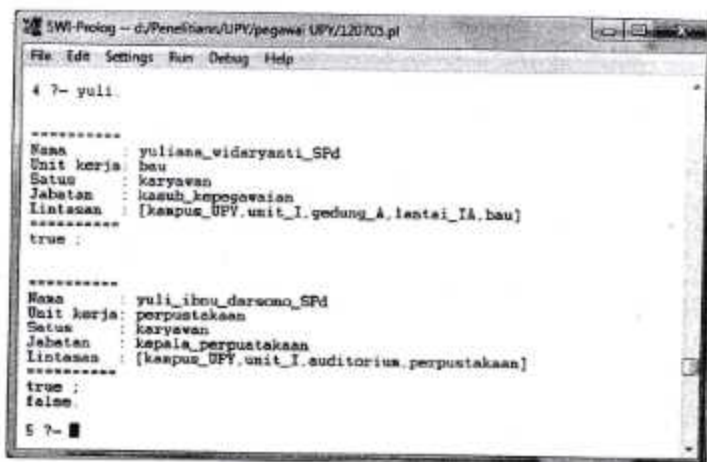 SWI-Prolog -- d:/Penelitiann/UPY/pegawai UPY/120705.pl
File Edit Settings Run Debug Help
4 ?- yuli.
==========
Nama : yuliana_widaryanti_SPd
Unit kerja: bau
Satus : karyawan
Jabatan : kasub_kepegawaian
Lintasan : [kampus_UPY,unit_I,gedung_A,lantai_IA,bau]
==========
true ;
==========
Nama : yuli_ibnu_darsono_SPd
Unit kerja: perpustakaan
Satus : karyawan
Jabatan : kepala_perpustakaan
Lintasan : [kampus_UPY,unit_I,auditorium,perpustakaan]
==========
true ;
false.
5 ?-